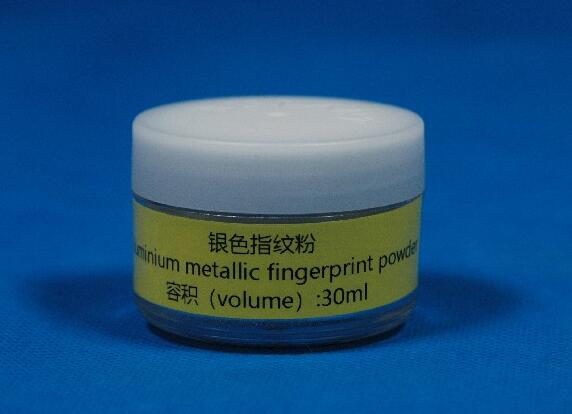 银色指纹粉
uminium metallic fingerprint powder
容积（volume）:30ml